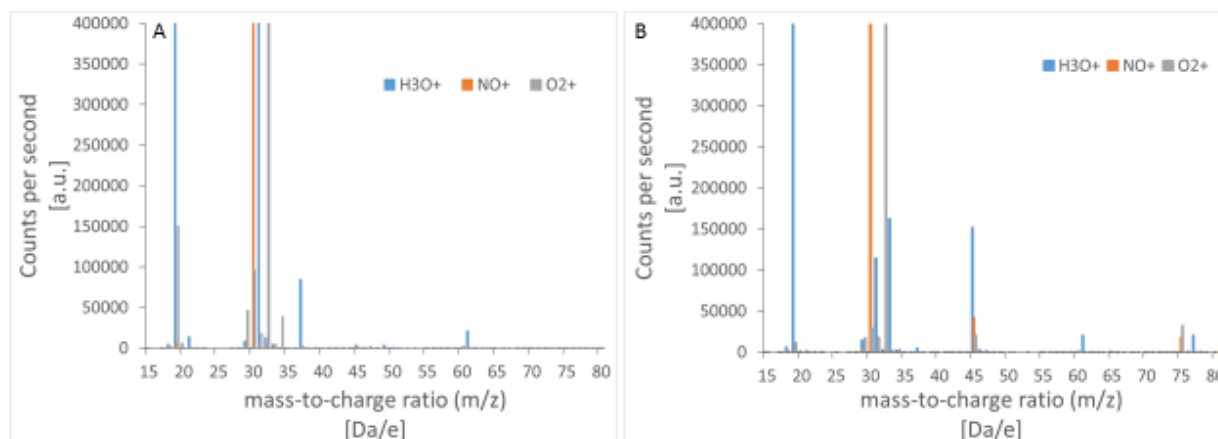 A
400000
350000
300000
250000
200000
150000
100000
50000
0
Counts per second
[a.u.]
H3O+ NO+ O2+
15 20 25 30 35 40 45 50 55 60 65 70 75 80
mass-to-charge ratio (m/z)
[Da/e]
B
400000
350000
300000
250000
200000
150000
100000
50000
0
Counts per second
[a.u.]
H3O+ NO+ O2+
15 20 25 30 35 40 45 50 55 60 65 70 75 80
mass-to-charge ratio (m/z)
[Da/e]